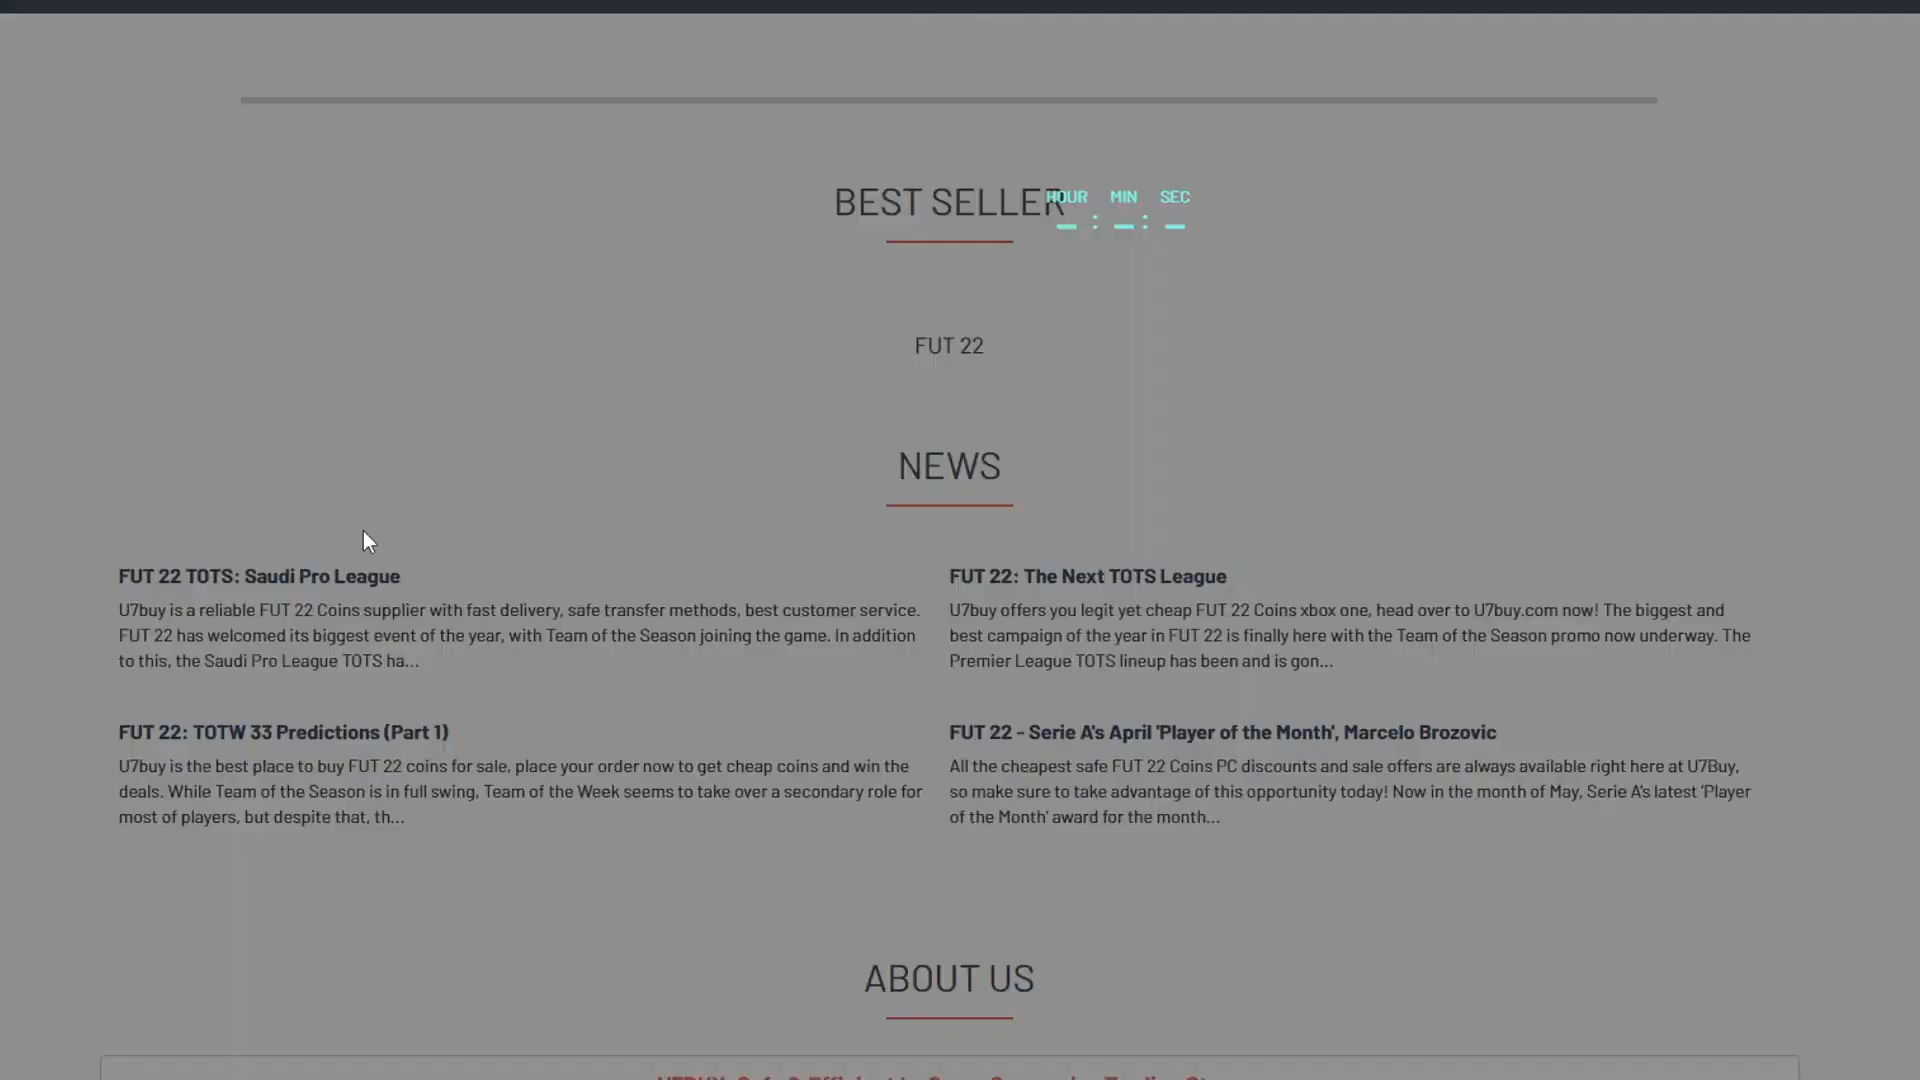 BEST SELLER
HOUR MIN SEC
– : – : –
FUT 22
NEWS
FUT 22 TOTS: Saudi Pro League
U7buy is a reliable FUT 22 Coins supplier with fast delivery, safe transfer methods, best customer service.
FUT 22 has welcomed its biggest event of the year, with Team of the Season joining the game. In addition
to this, the Saudi Pro League TOTS ha...
FUT 22: The Next TOTS League
U7buy offers you legit yet cheap FUT 22 Coins xbox one, head over to U7buy.com now! The biggest and
best campaign of the year in FUT 22 is finally here with the Team of the Season promo now underway. The
Premier League TOTS lineup has been and is gon...
FUT 22: TOTW 33 Predictions (Part 1)
U7buy is the best place to buy FUT 22 coins for sale, place your order now to get cheap coins and win the
deals. While Team of the Season is in full swing, Team of the Week seems to take over a secondary role for
most of players, but despite that, th...
FUT 22 - Serie A's April 'Player of the Month', Marcelo Brozovic
All the cheapest safe FUT 22 Coins PC discounts and sale offers are always available right here at U7Buy,
so make sure to take advantage of this opportunity today! Now in the month of May, Serie A's latest 'Player
of the Month' award for the month...
ABOUT US